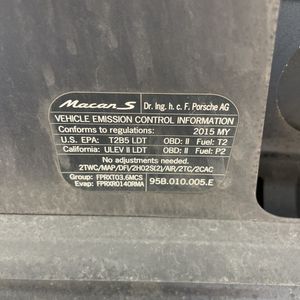 Macan S Dr. Ing. h. c. F. Porsche AG
VEHICLE EMISSION CONTROL INFORMATION
Conforms to regulations: 2015 MY
U.S. EPA: T2B5 LDT OBD: II Fuel: T2
California: ULEV II LDT OBD: II Fuel: P2
No adjustments needed.
2TWC/MAP/DFI/2HO2S(2)/AIR/2TC/2CAC
Group: FPRXT03.6MCS
Evap: FPRXR0140RMA 95B.010.005.E